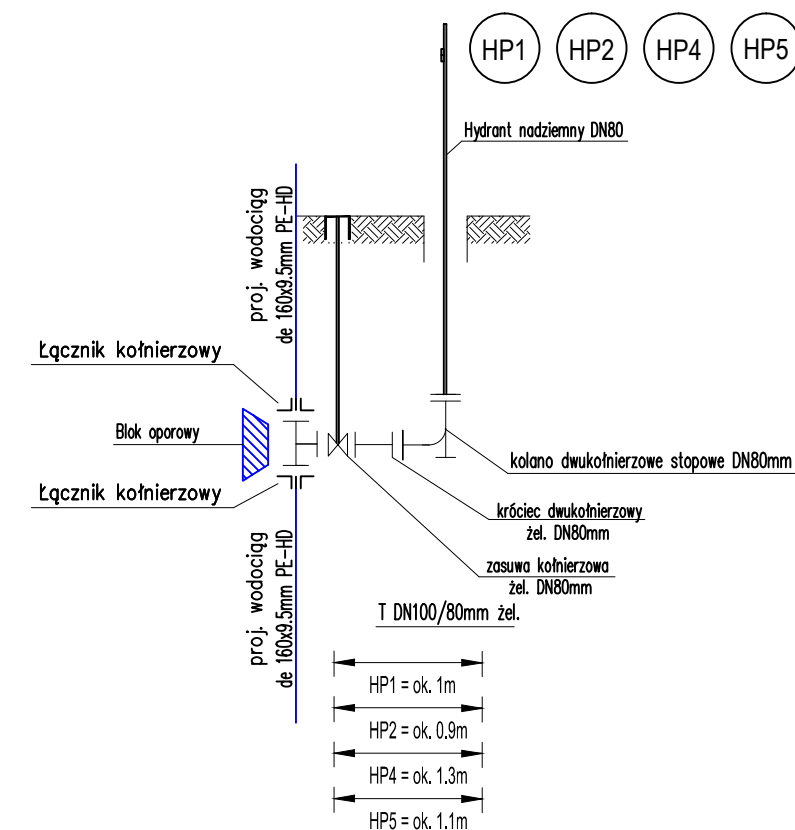 HP1 HP2 HP4 HP5
Hydrant nadziemny DN80
proj. wodociąg
de 160x9.5mm PE-HD
Łącznik kołnierzowy
Blok oporowy
kolano dwukołnierzowe stopowe DN80mm
Łącznik kołnierzowy
króciec dwukołnierzowy
żel. DN80mm
zasuwa kołnierzowa
żel. DN80mm
proj. wodociąg
de 160x9.5mm PE-HD
T DN100/80mm żel.
HP1 = ok. 1m
HP2 = ok. 0.9m
HP4 = ok. 1.3m
HP5 = ok. 1.1m